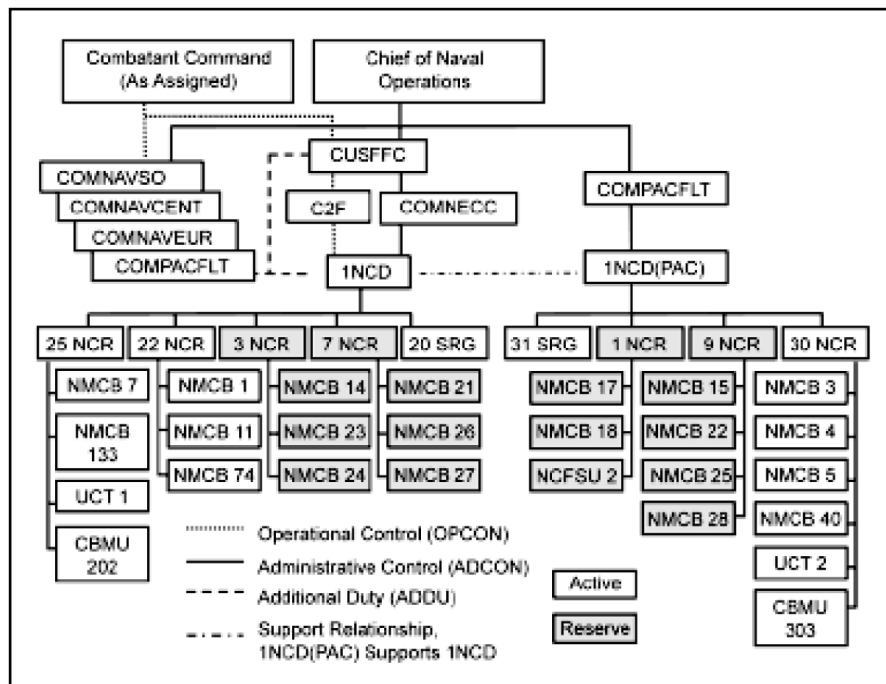 Combatant Command
(As Assigned)
Chief of Naval
Operations
CUSFFC
COMNAVSO
COMNAVCENT
COMNAVEUR
COMPACFLT
C2F
COMNECC
COMPACFLT
1NCD
1NCD(PAC)
25 NCR
22 NCR
3 NCR
7 NCR
20 SRG
31 SRG
1 NCR
9 NCR
30 NCR
NMCB 7
NMCB
133
UCT 1
CBMU
202
NMCB 1
NMCB 11
NMCB 74
NMCB 14
NMCB 23
NMCB 24
NMCB 21
NMCB 26
NMCB 27
NMCB 17
NMCB 18
NCFSU 2
NMCB 15
NMCB 22
NMCB 25
NMCB 28
NMCB 3
NMCB 4
NMCB 5
NMCB 40
UCT 2
CBMU
303
Operational Control (OPCON)
Administrative Control (ADCON)
Additional Duty (ADDU)
Support Relationship,
1NCD(PAC) Supports 1NCD
Active
Reserve